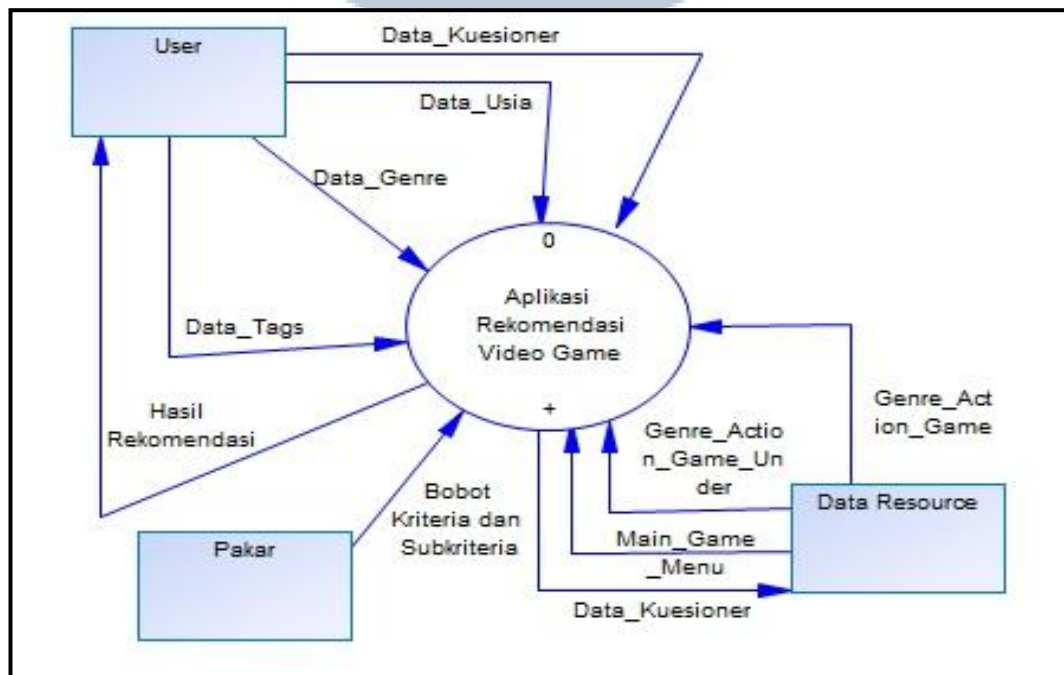 User
Data_Kuesioner
Data_Usia
Data_Genre
0
Aplikasi
Rekomendasi
Video Game
+
Data_Tags
Hasil
Rekomendasi
Genre_Act
ion_Game
Genre_Actio
n_Game_Un
der
Bobot
Kriteria dan
Subkriteria
Data Resource
Pakar
Main_Game
_Menu
Data_Kuesioner